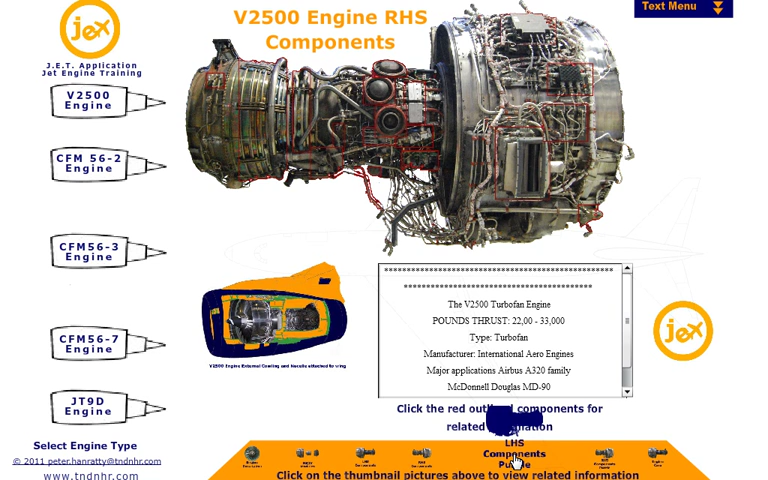 V2500 Engine RHS
Components
Text Menu
jex
J.E.T. Application
Jet Engine Training
V2500
Engine
CFM 56-2
Engine
CFM56-3
Engine
CFM56-7
Engine
JT9D
Engine
Select Engine Type
© 2011 peter.hanratty@tndnhr.com
www.tndnhr.com
V2500 Engine External Cowling and Nacelle attached to wing
**********************************************************
***********************************************
The V2500 Turbofan Engine
POUNDS THRUST: 22,00 - 33,000
Type: Turbofan
Manufacturer: International Aero Engines
Major applications Airbus A320 family
McDonnell Douglas MD-90
jex
Click the red components for
related
LHS
Components
Click on the thumbnail pictures above to view related information